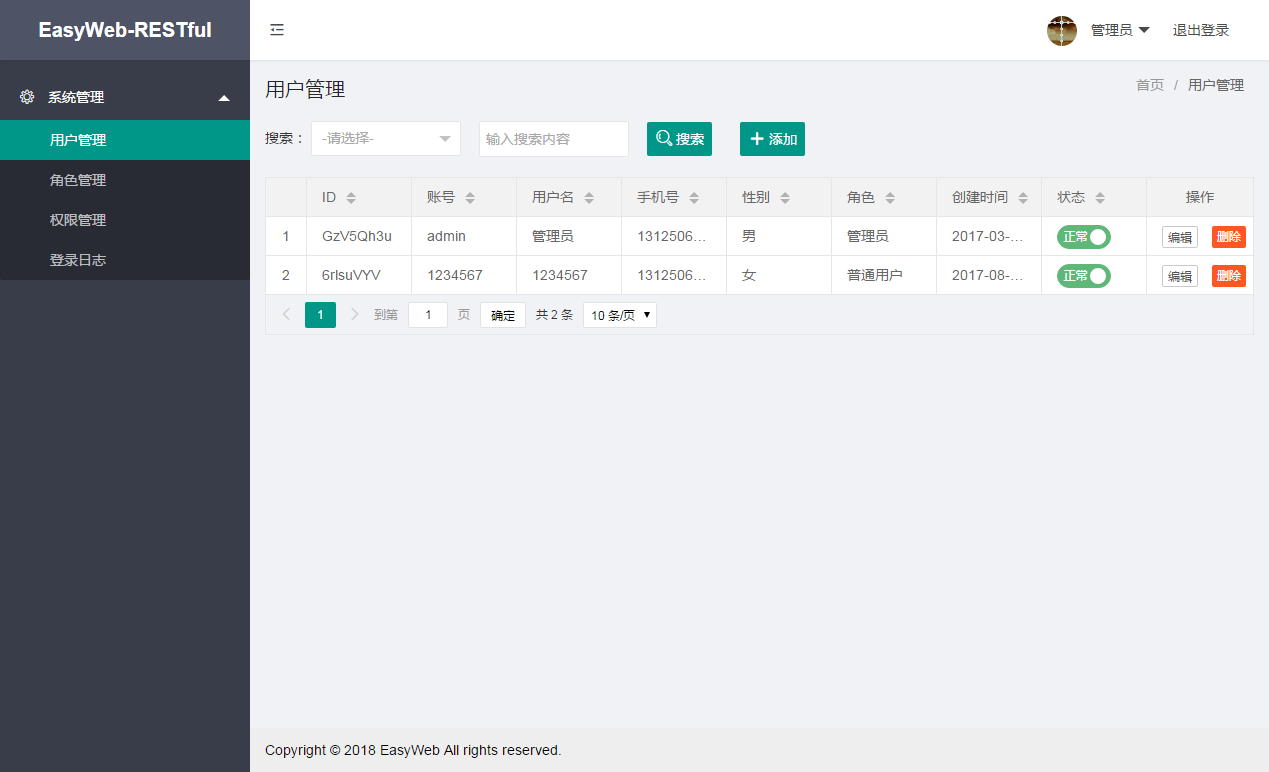 EasyWeb-RESTful
管理员
退出登录
系统管理
用户管理
角色管理
权限管理
登录日志
用户管理
首页 / 用户管理
搜索： -请选择- 输入搜索内容 搜索 添加
ID 账号 用户名 手机号 性别 角色 创建时间 状态 操作
1 GzV5Qh3u admin 管理员 1312506... 男 管理员 2017-03-... 正常 编辑 删除
2 6rIsuVYV 1234567 1234567 1312506... 女 普通用户 2017-08-... 正常 编辑 删除
1 到第 1 页 确定 共 2 条 10 条/页
Copyright © 2018 EasyWeb All rights reserved.